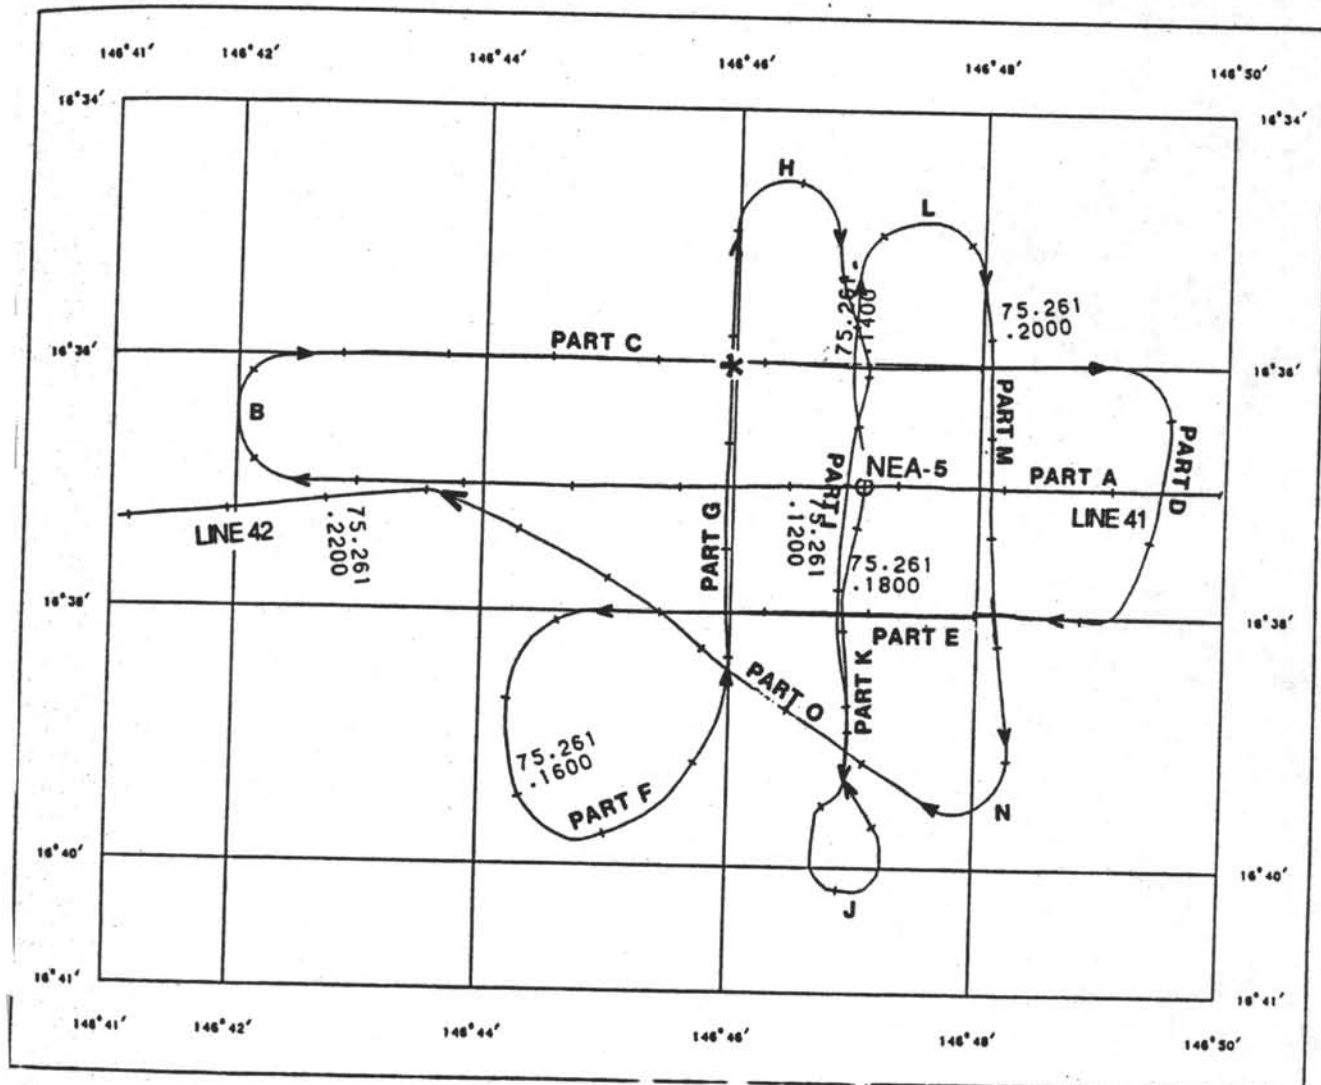 146°41' 146°42' 146°44' 146°46' 146°48' 146°50'
16°34' 16°34'
H
L
75.261
.1400
75.261
.2000
PART C
16°36' 16°36'
B
PART M
PART D
NEA-5
PART I
PART A
LINE 41
PART G
LINE 42
75.261
.2200
75.261
.1200
75.261
.1800
16°38' 16°38'
PART E
PART K
PART O
75.261
.1600
PART F
N
16°40' 16°40'
J
16°41' 16°41'
146°41' 146°42' 146°44' 146°46' 146°48' 146°50'